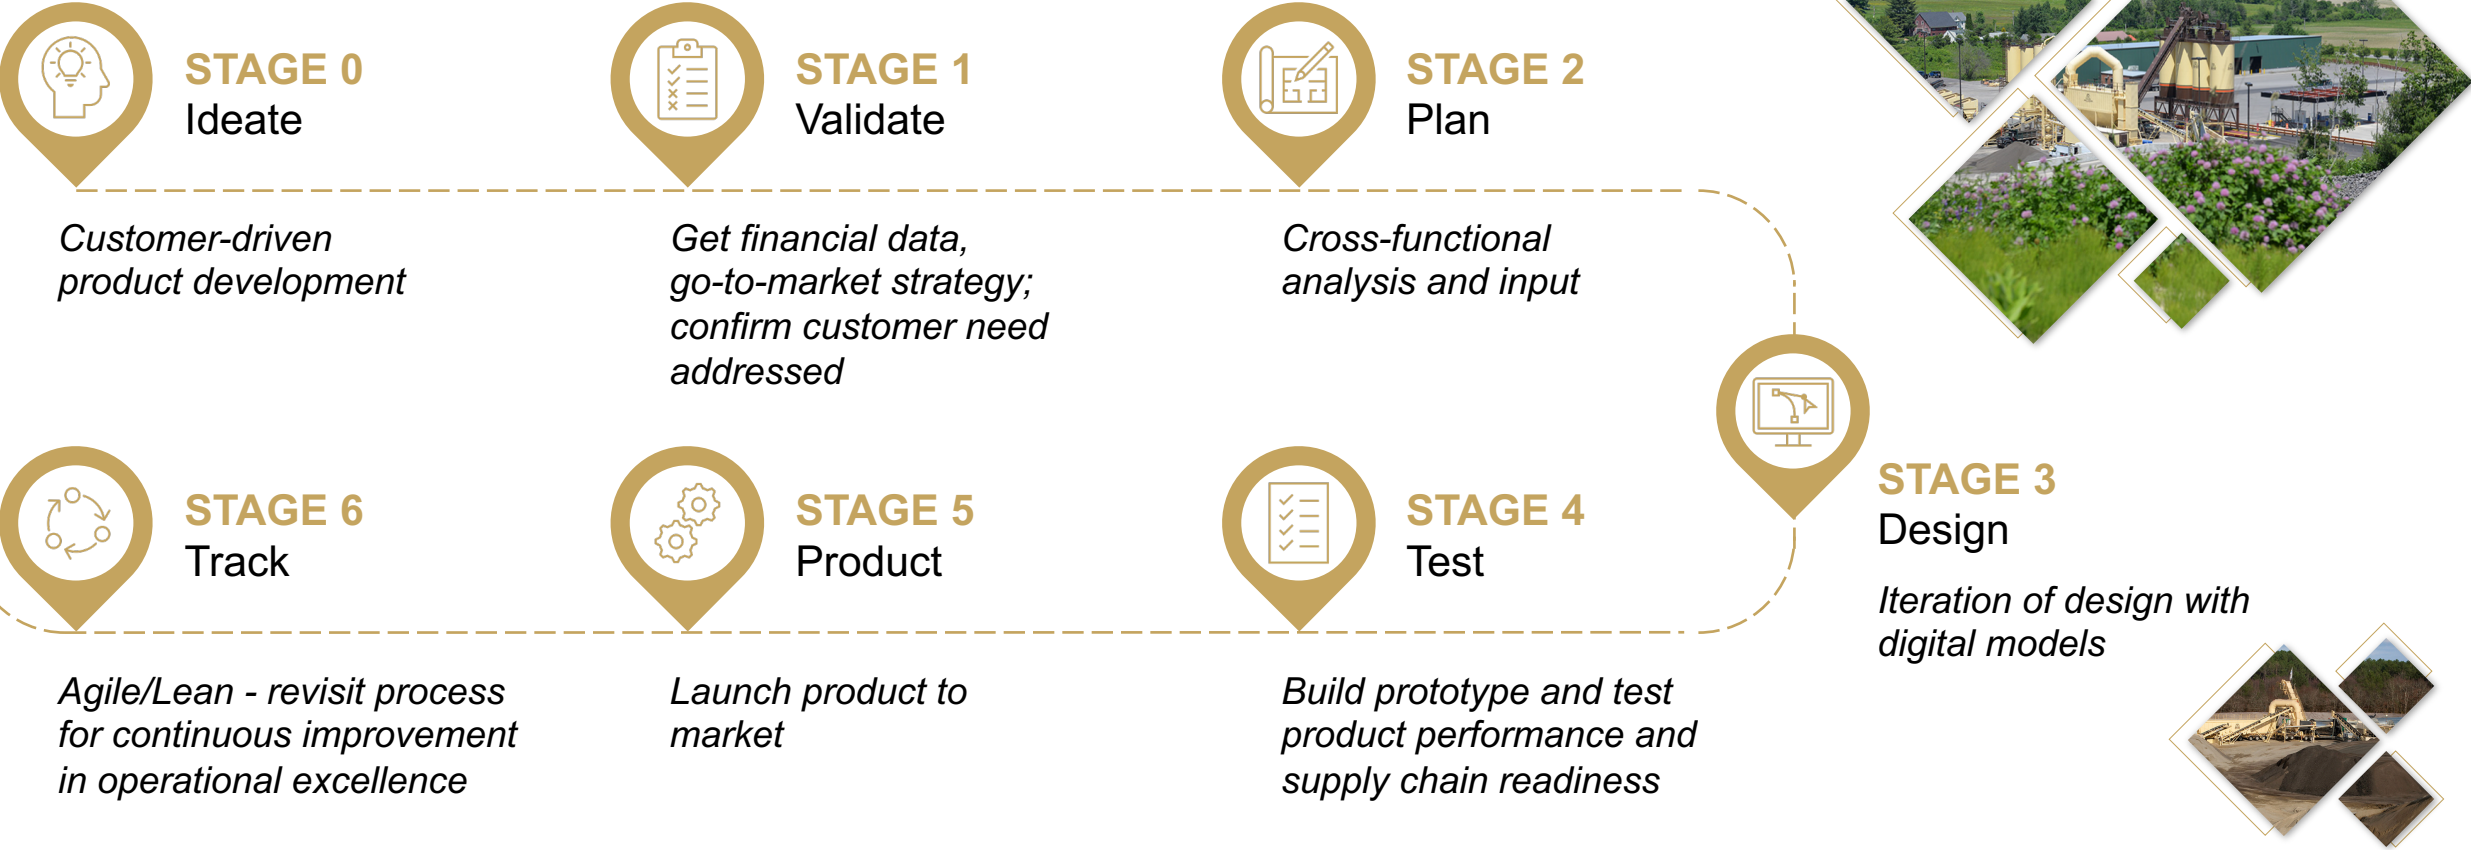 STAGE 0
Ideate
Customer-driven
product development
STAGE 1
Validate
Get financial data,
go-to-market strategy;
confirm customer need
addressed
STAGE 2
Plan
Cross-functional
analysis and input
STAGE 3
Design
Iteration of design with
digital models
STAGE 4
Test
Build prototype and test
product performance and
supply chain readiness
STAGE 5
Product
Launch product to
market
STAGE 6
Track
Agile/Lean - revisit process
for continuous improvement
in operational excellence